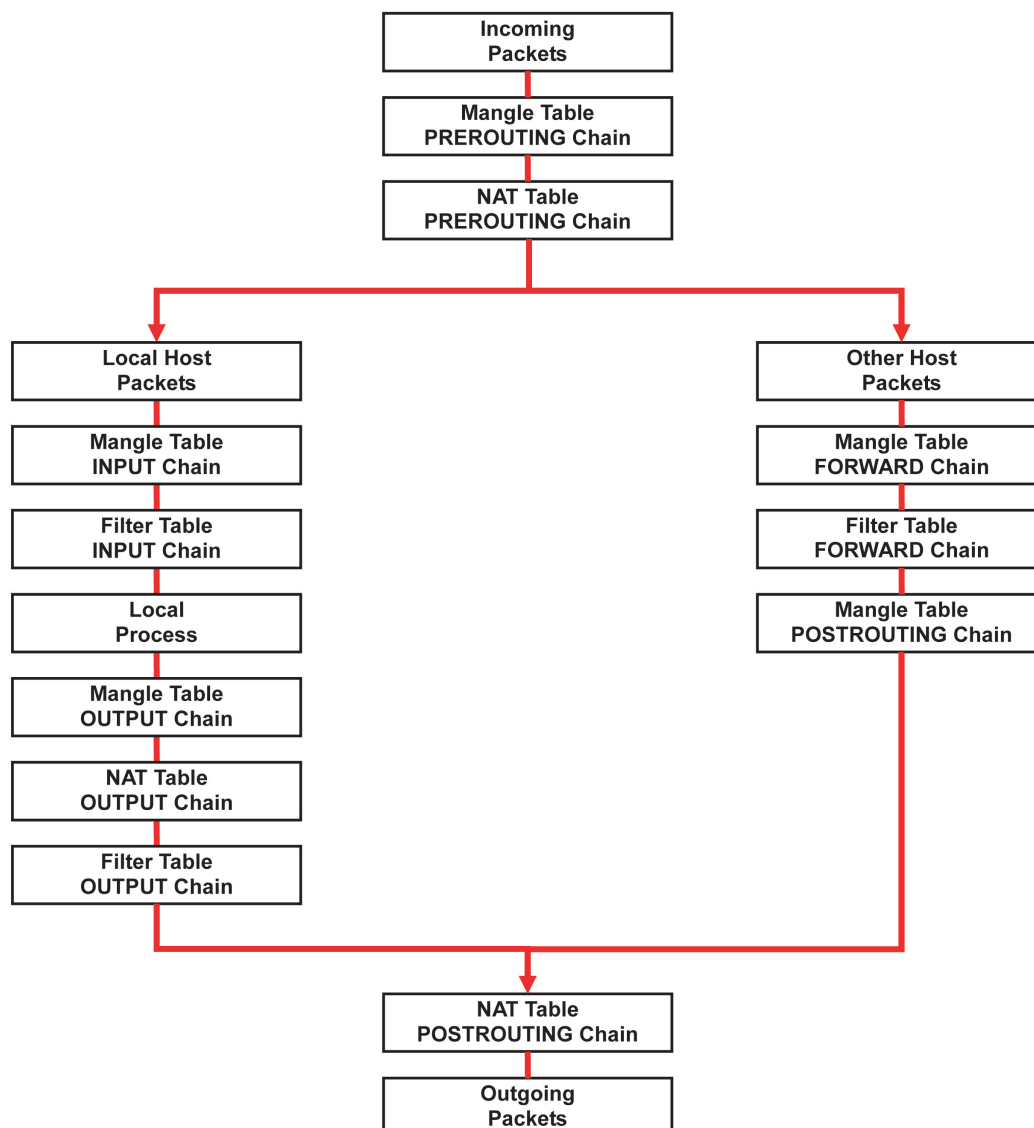 Incoming
Packets
Mangle Table
PREROUTING Chain
NAT Table
PREROUTING Chain
Local Host
Packets
Mangle Table
INPUT Chain
Filter Table
INPUT Chain
Local
Process
Mangle Table
OUTPUT Chain
NAT Table
OUTPUT Chain
Filter Table
OUTPUT Chain
Other Host
Packets
Mangle Table
FORWARD Chain
Filter Table
FORWARD Chain
Mangle Table
POSTROUTING Chain
NAT Table
POSTROUTING Chain
Outgoing
Packets